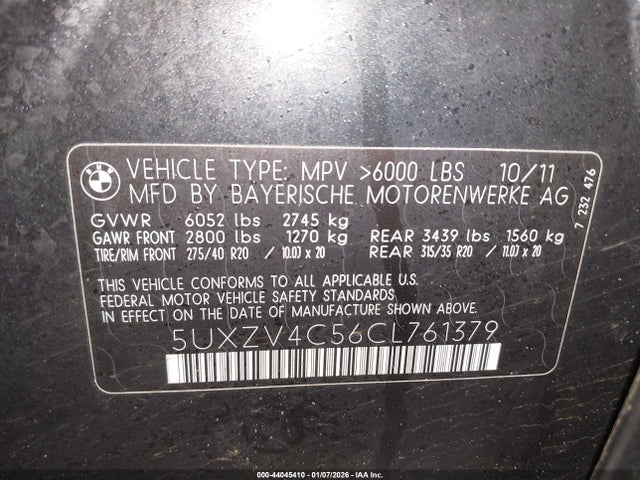 BMW
VEHICLE TYPE: MPV >6000 LBS 10/11
MFD BY BAYERISCHE MOTORENWERKE AG
GVWR 6052 lbs 2745 kg
GAWR FRONT 2800 lbs 1270 kg REAR 3439 lbs 1560 kg
TIRE/RIM FRONT 275/40 R20 / 10.0J x 20 REAR 315/35 R20 / 11.0J x 20
7 232 476
THIS VEHICLE CONFORMS TO ALL APPLICABLE U.S.
FEDERAL MOTOR VEHICLE SAFETY STANDARDS
IN EFFECT ON THE DATE OF MANUFACTURE SHOWN ABOVE.
5UXZV4C56CL761379
000-44045410 - 01/07/2026 - IAA Inc.